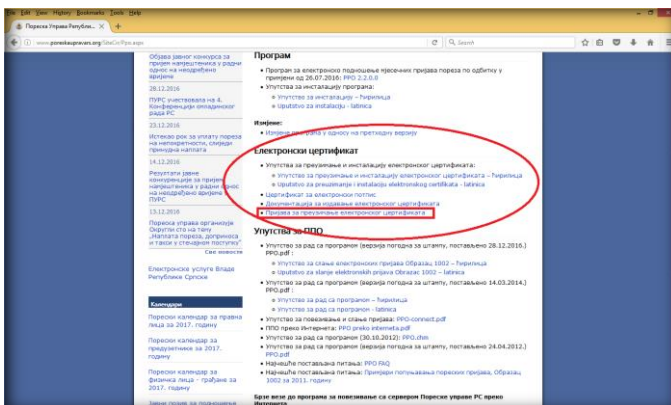 File Edit View History Bookmarks Tools Help
Пореска Управа Републи...
www.poreskaupravars.org/SiteCir/Ppo.aspx
Search
Објава јавног конкурса за
пријем намјештеника у радни
однос на неодређено
вријеме
28.12.2016
ПУРС учествовала на 4.
Конференцији омладинског
рада РС
23.12.2016
Истекао рок за уплату пореза
на непокретности, слиједи
принудна наплата
14.12.2016
Резултати јавне
конкуренције за пријем
намјештеника у радни однос
на неодређено вријеме у
ПУРС
13.12.2016
Пореска управа организује
Округли сто на тему
„Наплата пореза, доприноса
и такси у стечајном поступку"
Све новости
Електронске услуге Владе
Републике Српске
Календари
Порески календар за правна
лица за 2017. годину
Порески календар за
предузетнике за 2017.
годину
Порески календар за
физичка лица - грађане за
2017. годину
Јавни позив за подношење
Програм
Програм за електронско подношење мјесечних пријава пореза по одбитку у
примјени од 26.07.2016: PPO 2.2.0.0
Упутства за инсталацију програма:
Упутство за инсталацију - ћирилица
Uputstvo za instalaciju - latinica
Измјене:
Измјене програма у односу на претходну верзију
Електронски цертификат
Упутства за преузимање и инсталацију електронског цертификата:
Упутство за преузимање и инсталацију електронског цертификата – ћирилица
Uputstvo za preuzimanje i instalaciju elektronskog certifikata - latinica
Цертификат за електронски потпис
Документација за издавање електронског цертификата
Пријава за преузимање електронског цертификата
Упутства за ППО
Упутство за рад са програмом (верзија погодна за штампу, постављено 28.12.2016.)
PPO.pdf :
Упутство за слање електронских пријава Образац 1002 – ћирилица
Uputstvo za slanje elektronskih prijava Obrazac 1002 – latinica
Упутство за рад са програмом (верзија погодна за штампу, постављено 14.03.2014.)
PPO.pdf :
Упутство за рад са програмом – ћирилица
Упутство за рад са програмом - latinica
Упутство за повезивање и слање пријава: PPO-connect.pdf
ППО преко Интернета: PPO preko interneta.pdf
Упутство за рад са програмом (30.10.2012): PPO.chm
Упутство за рад са програмом (верзија погодна за штампу, постављено 24.04.2012.)
PPO.pdf
Најчешће постављана питања: PPO FAQ
Најчешће постављана питања: Примјери попуњавања пореских пријава, Образац
1002 за 2011. годину
Брзе везе до програма за повезивање са сервером Пореске управе РС преко
Интернета